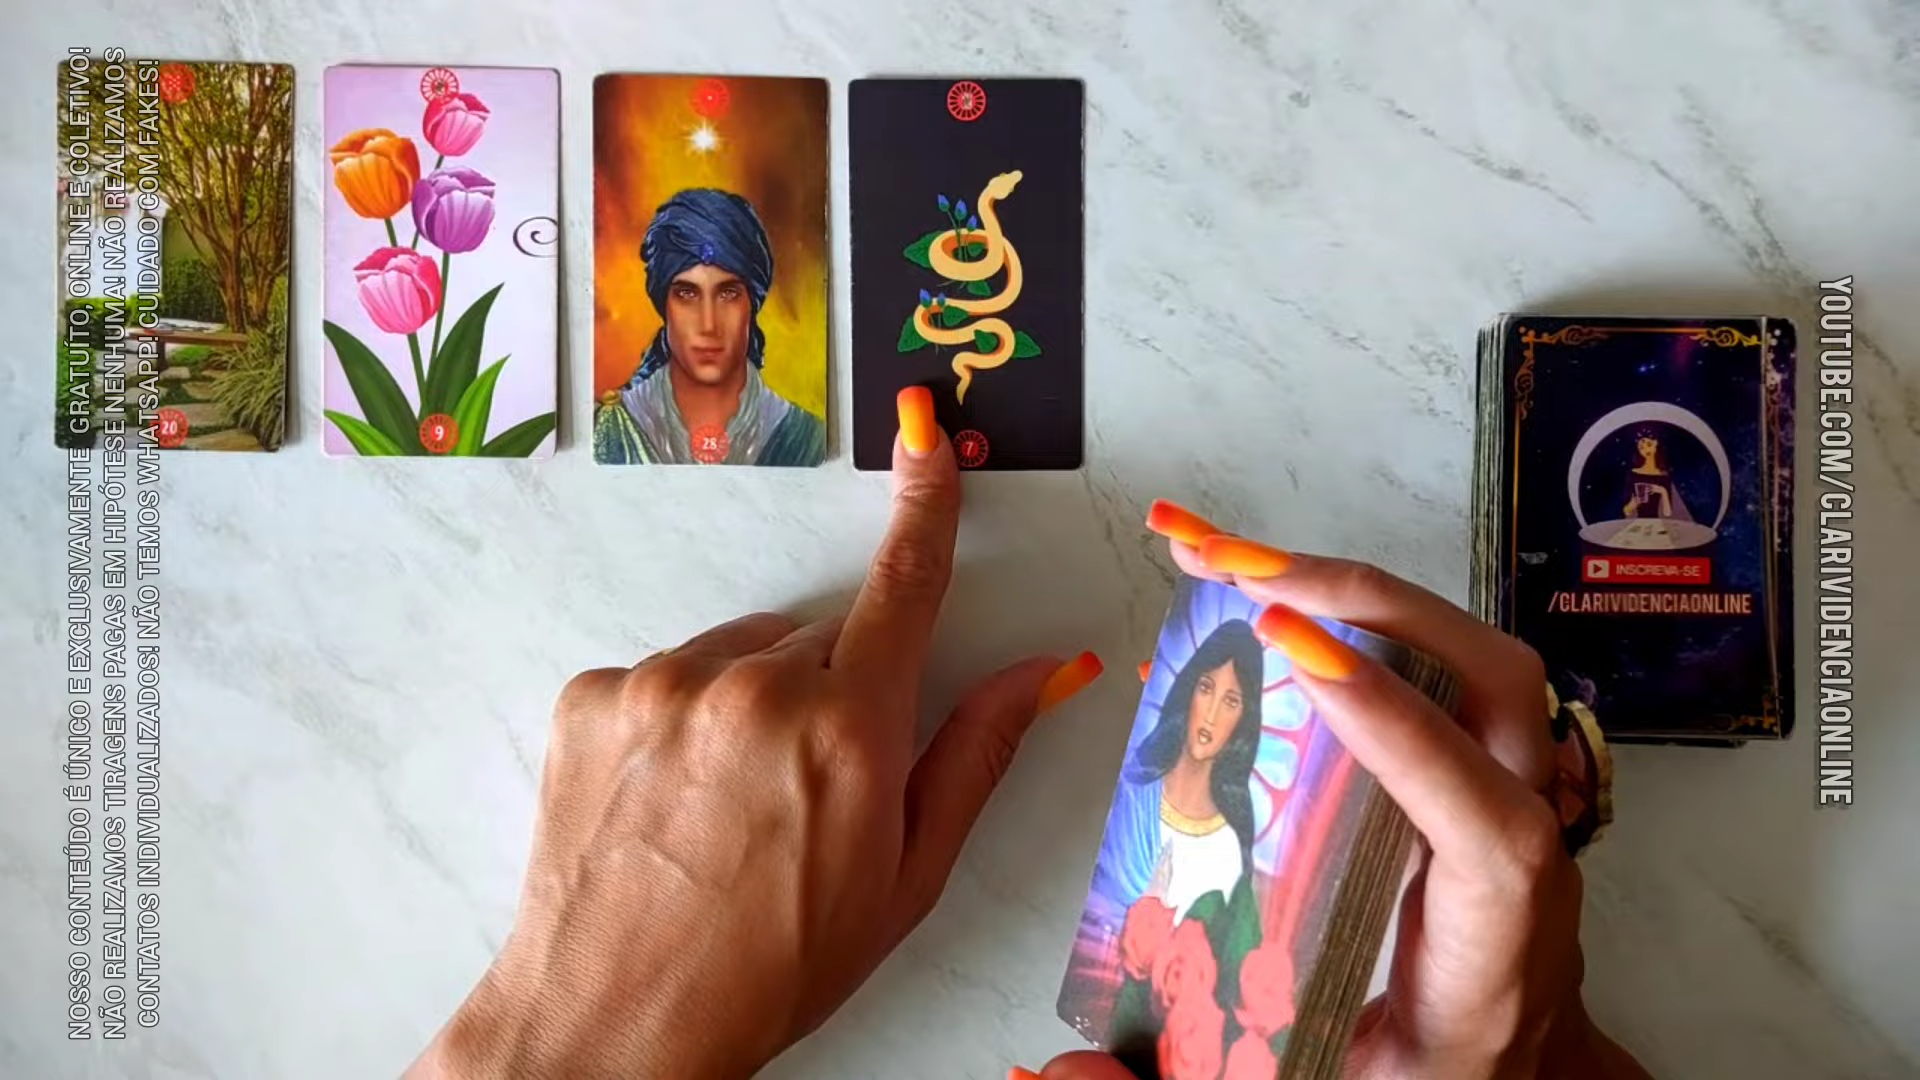 NOSSO CONTEÚDO É ÚNICO E EXCLUSIVAMENTE GRATUÍTO, ONLINE E COLETIVO!
NÃO REALIZAMOS TIRAGENS PAGAS EM HIPÓTESE NENHUMA! NÃO REALIZAMOS
CONTATOS INDIVIDUALIZADOS! NÃO TEMOS WHATSAPP! CUIDADO COM FAKES!
20
9
28
7
INSCREVA-SE
/CLARIVIDENCIAONLINE
YOUTUBE.COM/CLARIVIDENCIAONLINE